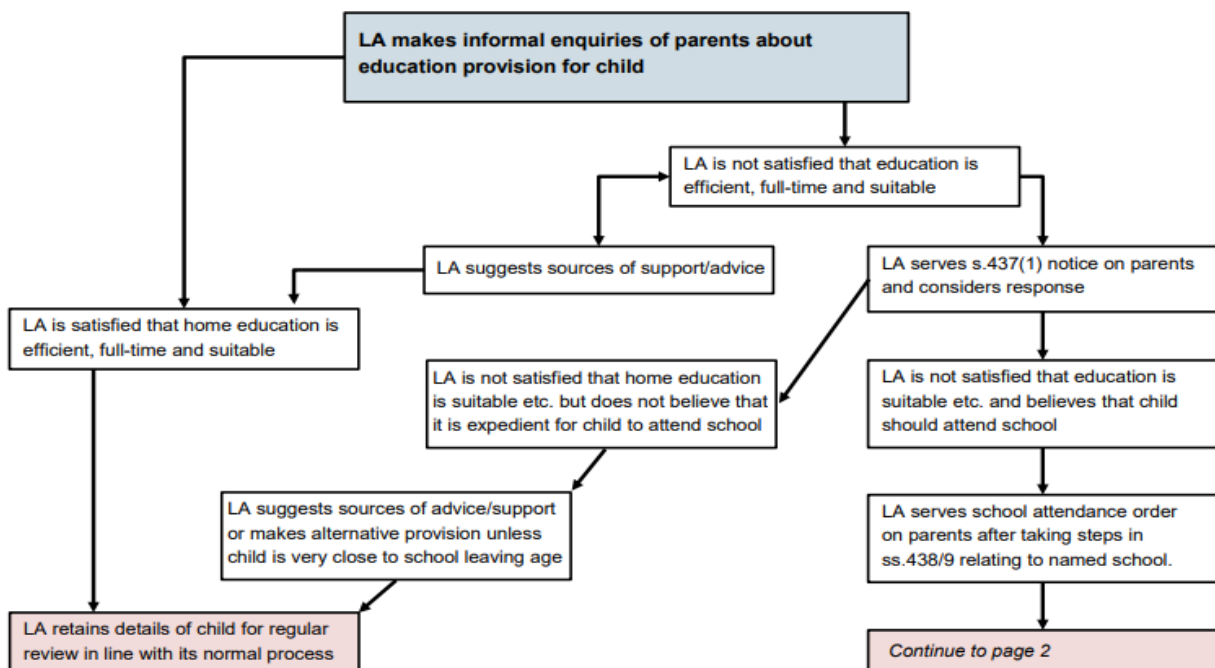 LA makes informal enquiries of parents about
education provision for child
LA is not satisfied that education is
efficient, full-time and suitable
LA suggests sources of support/advice
LA serves s.437(1) notice on parents
and considers response
LA is satisfied that home education is
efficient, full-time and suitable
LA is not satisfied that home education
is suitable etc. but does not believe that
it is expedient for child to attend school
LA is not satisfied that education is
suitable etc. and believes that child
should attend school
LA suggests sources of advice/support
or makes alternative provision unless
child is very close to school leaving age
LA serves school attendance order
on parents after taking steps in
ss.438/9 relating to named school.
LA retains details of child for regular
review in line with its normal process
Continue to page 2